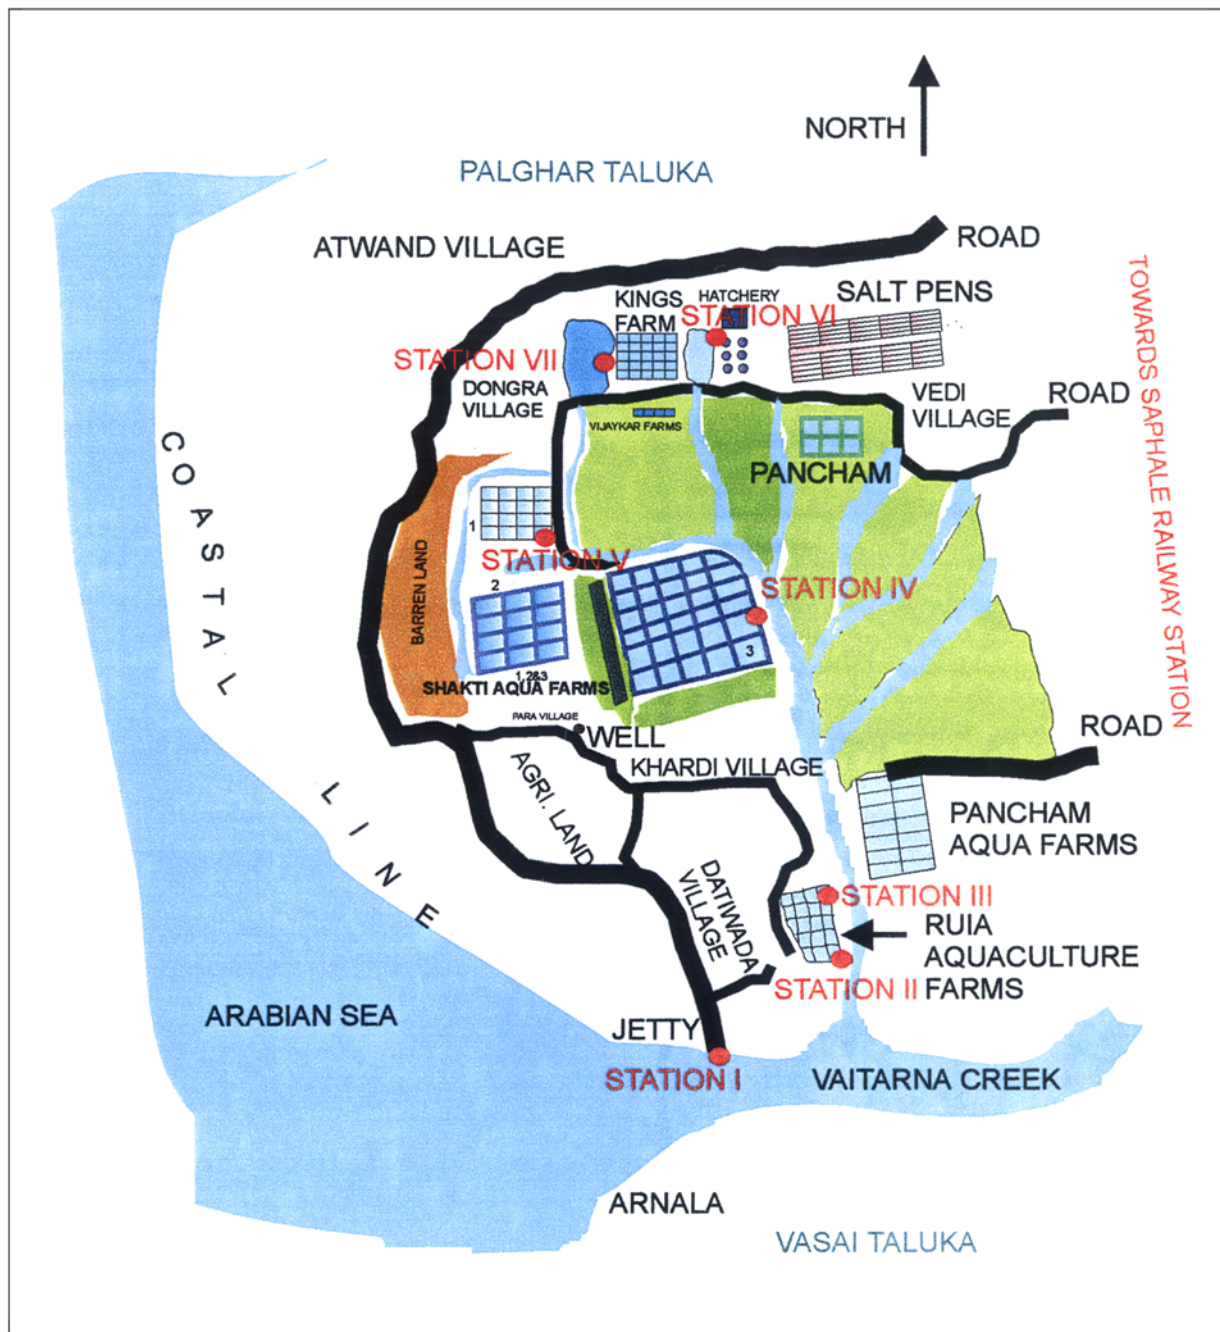 NORTH
PALGHAR TALUKA
ATWAND VILLAGE
ROAD
TOWARDS SAPHALE RAILWAY STATION
KINGS
FARM
HATCHERY
SALT PENS
STATION VI
STATION VII
DONGRA
VILLAGE
VEDI
VILLAGE
ROAD
VIJAYKAR FARMS
PANCHAM
COASTAL LINE
1
STATION V
BARREN LAND
2
STATION IV
3
1, 2&3
SHAKTI AQUA FARMS
PARA VILLAGE
WELL
ROAD
KHARDI VILLAGE
AGRI. LAND
PANCHAM
AQUA FARMS
DATIWADA
VILLAGE
STATION III
RUIA
AQUACULTURE
FARMS
STATION II
ARABIAN SEA
JETTY
STATION I
VAITARNA CREEK
ARNALA
VASAI TALUKA